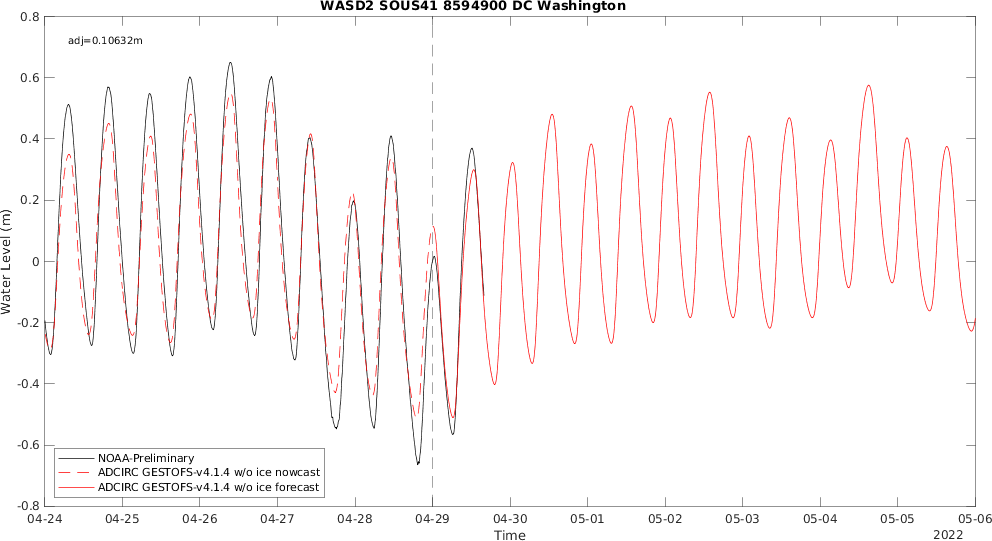 WASD2 SOUS41 8594900 DC Washington
adj=0.10632m
0.8
0.6
0.4
0.2
0
-0.2
-0.4
-0.6
-0.8
Water Level (m)
NOAA-Preliminary
ADCIRC GESTOFS-v4.1.4 w/o ice nowcast
ADCIRC GESTOFS-v4.1.4 w/o ice forecast
04-24 04-25 04-26 04-27 04-28 04-29 04-30 05-01 05-02 05-03 05-04 05-05 05-06
Time
2022